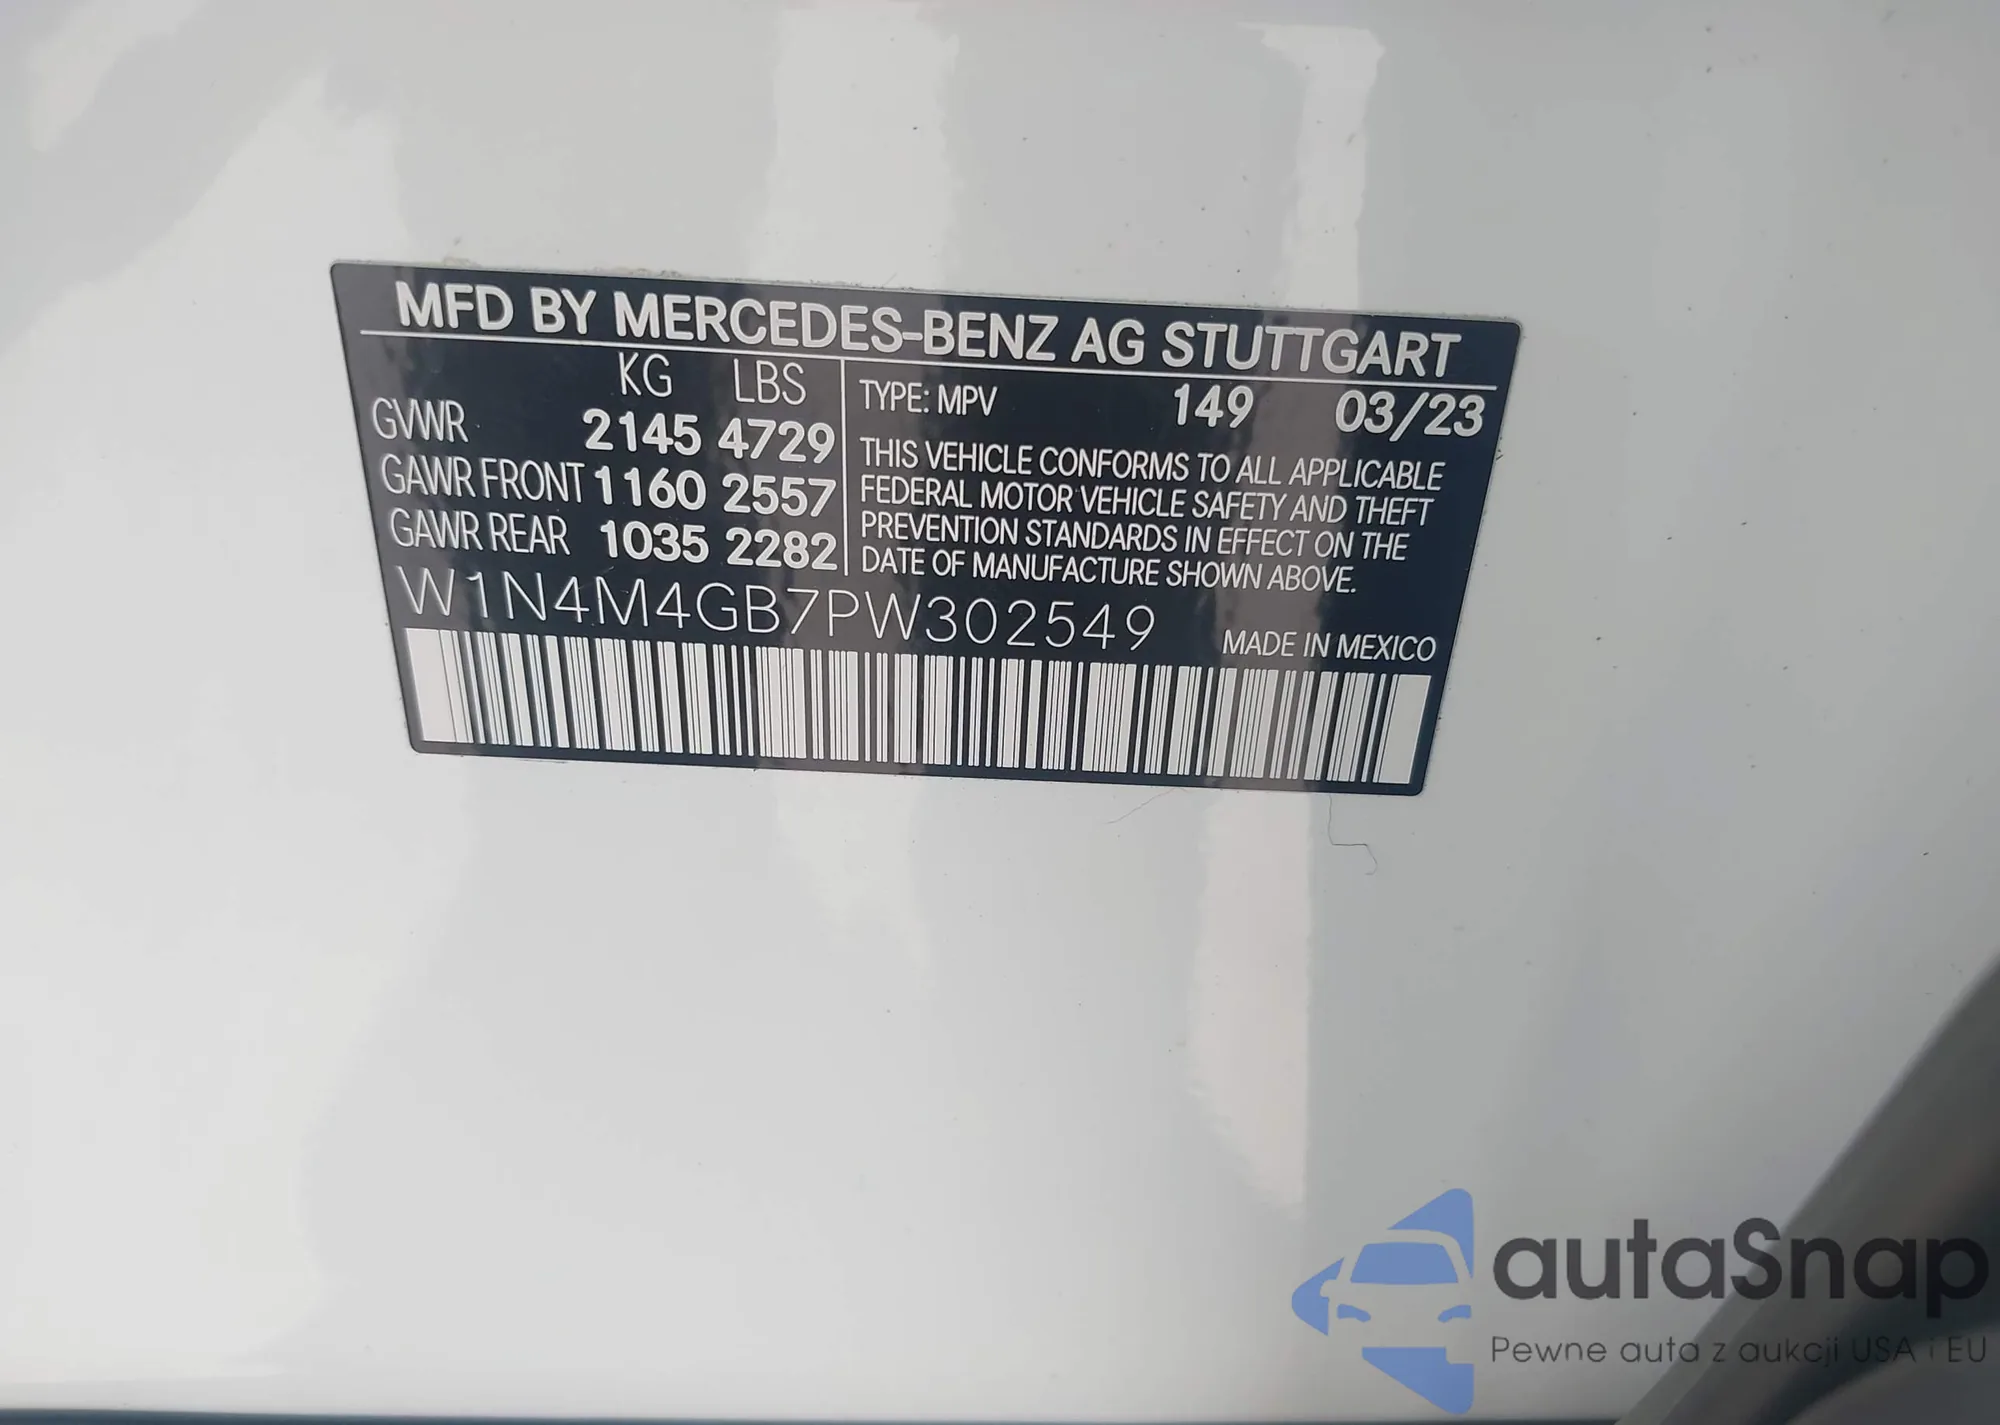 MFD BY MERCEDES-BENZ AG STUTTGART
KG LBS
GVWR 2145 4729
GAWR FRONT 1160 2557
GAWR REAR 1035 2282
TYPE: MPV 149 03/23
THIS VEHICLE CONFORMS TO ALL APPLICABLE
FEDERAL MOTOR VEHICLE SAFETY AND THEFT
PREVENTION STANDARDS IN EFFECT ON THE
DATE OF MANUFACTURE SHOWN ABOVE.
W1N4M4GB7PW302549
MADE IN MEXICO
autaSnap
Pewne auta z aukcji USA i EU